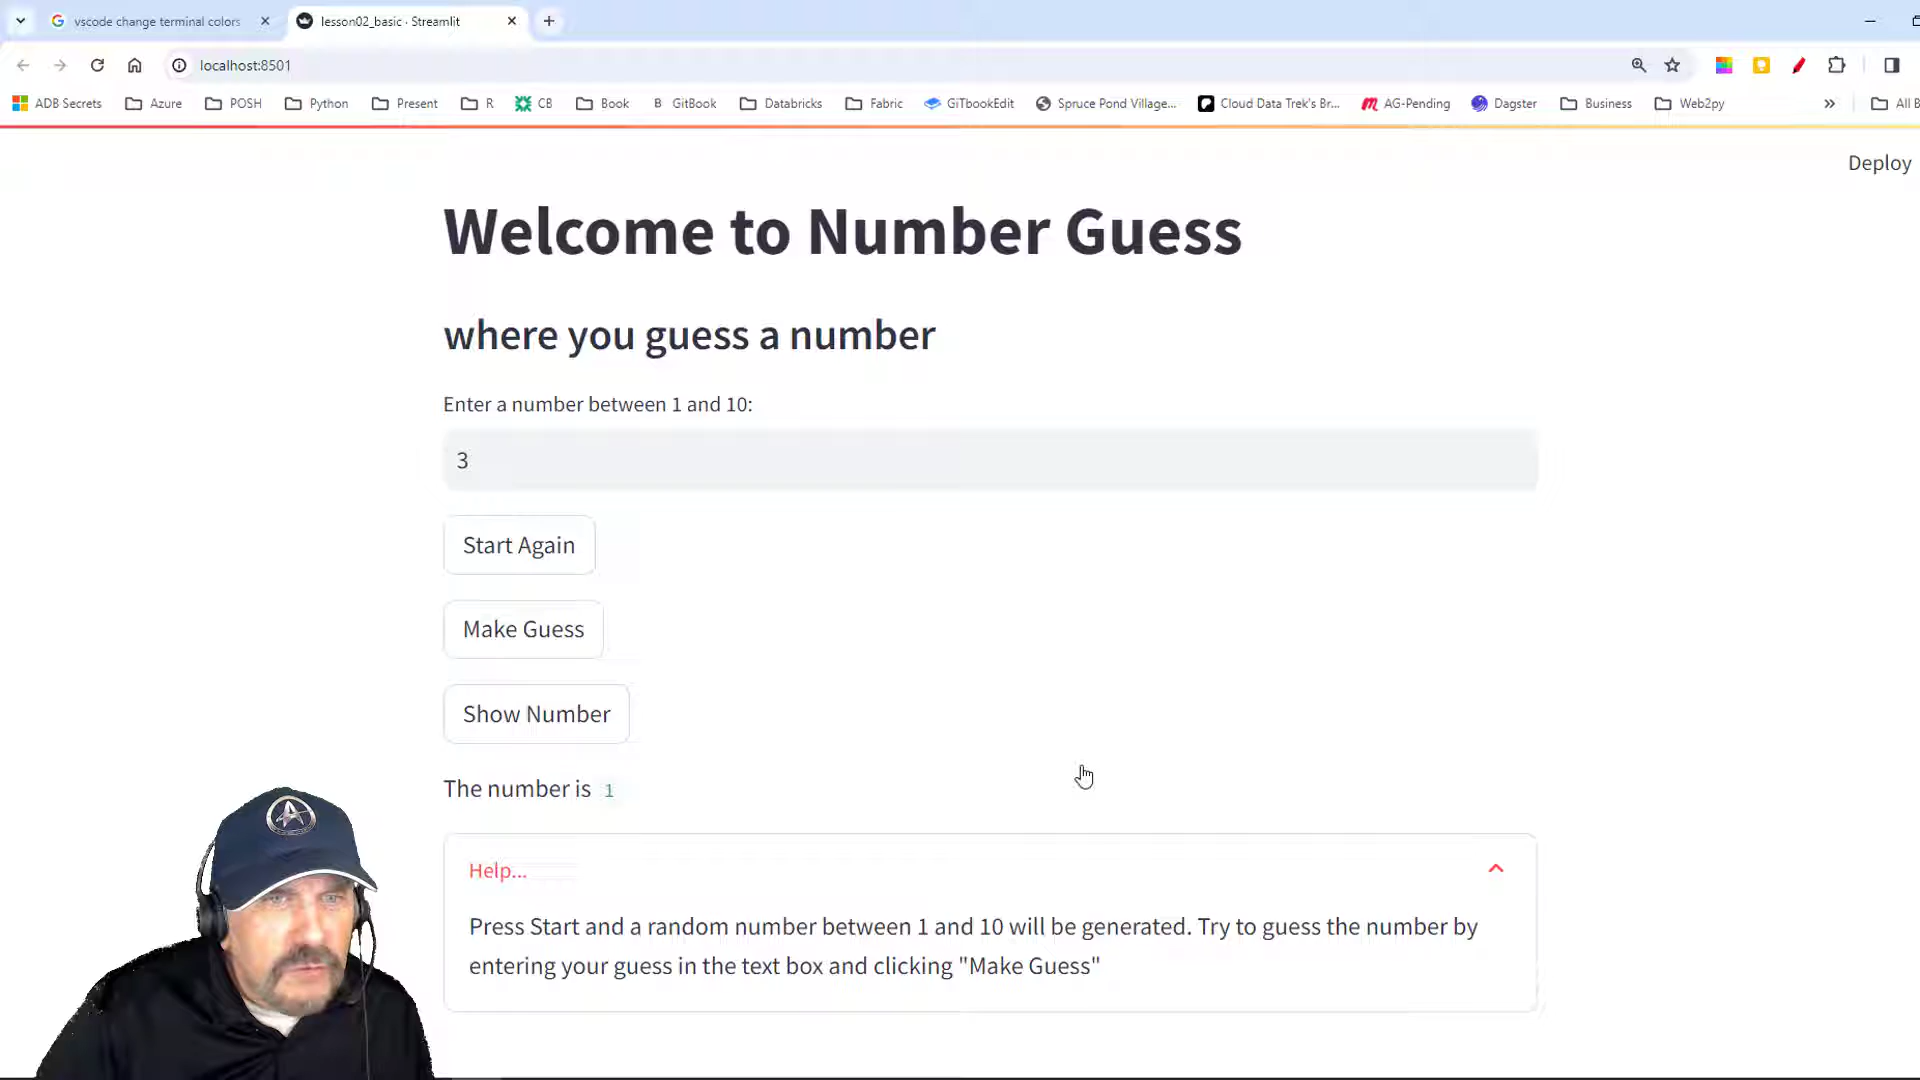 vscode change terminal colors
lesson02_basic · Streamlit
localhost:8501
ADB Secrets Azure POSH Python Present R CB Book B GitBook Databricks Fabric GiTbookEdit Spruce Pond Village... Cloud Data Trek's Br... AG-Pending Dagster Business Web2py » All B
Deploy
Welcome to Number Guess
where you guess a number
Enter a number between 1 and 10:
3
Start Again
Make Guess
Show Number
The number is 1
Help...
Press Start and a random number between 1 and 10 will be generated. Try to guess the number by
entering your guess in the text box and clicking "Make Guess"